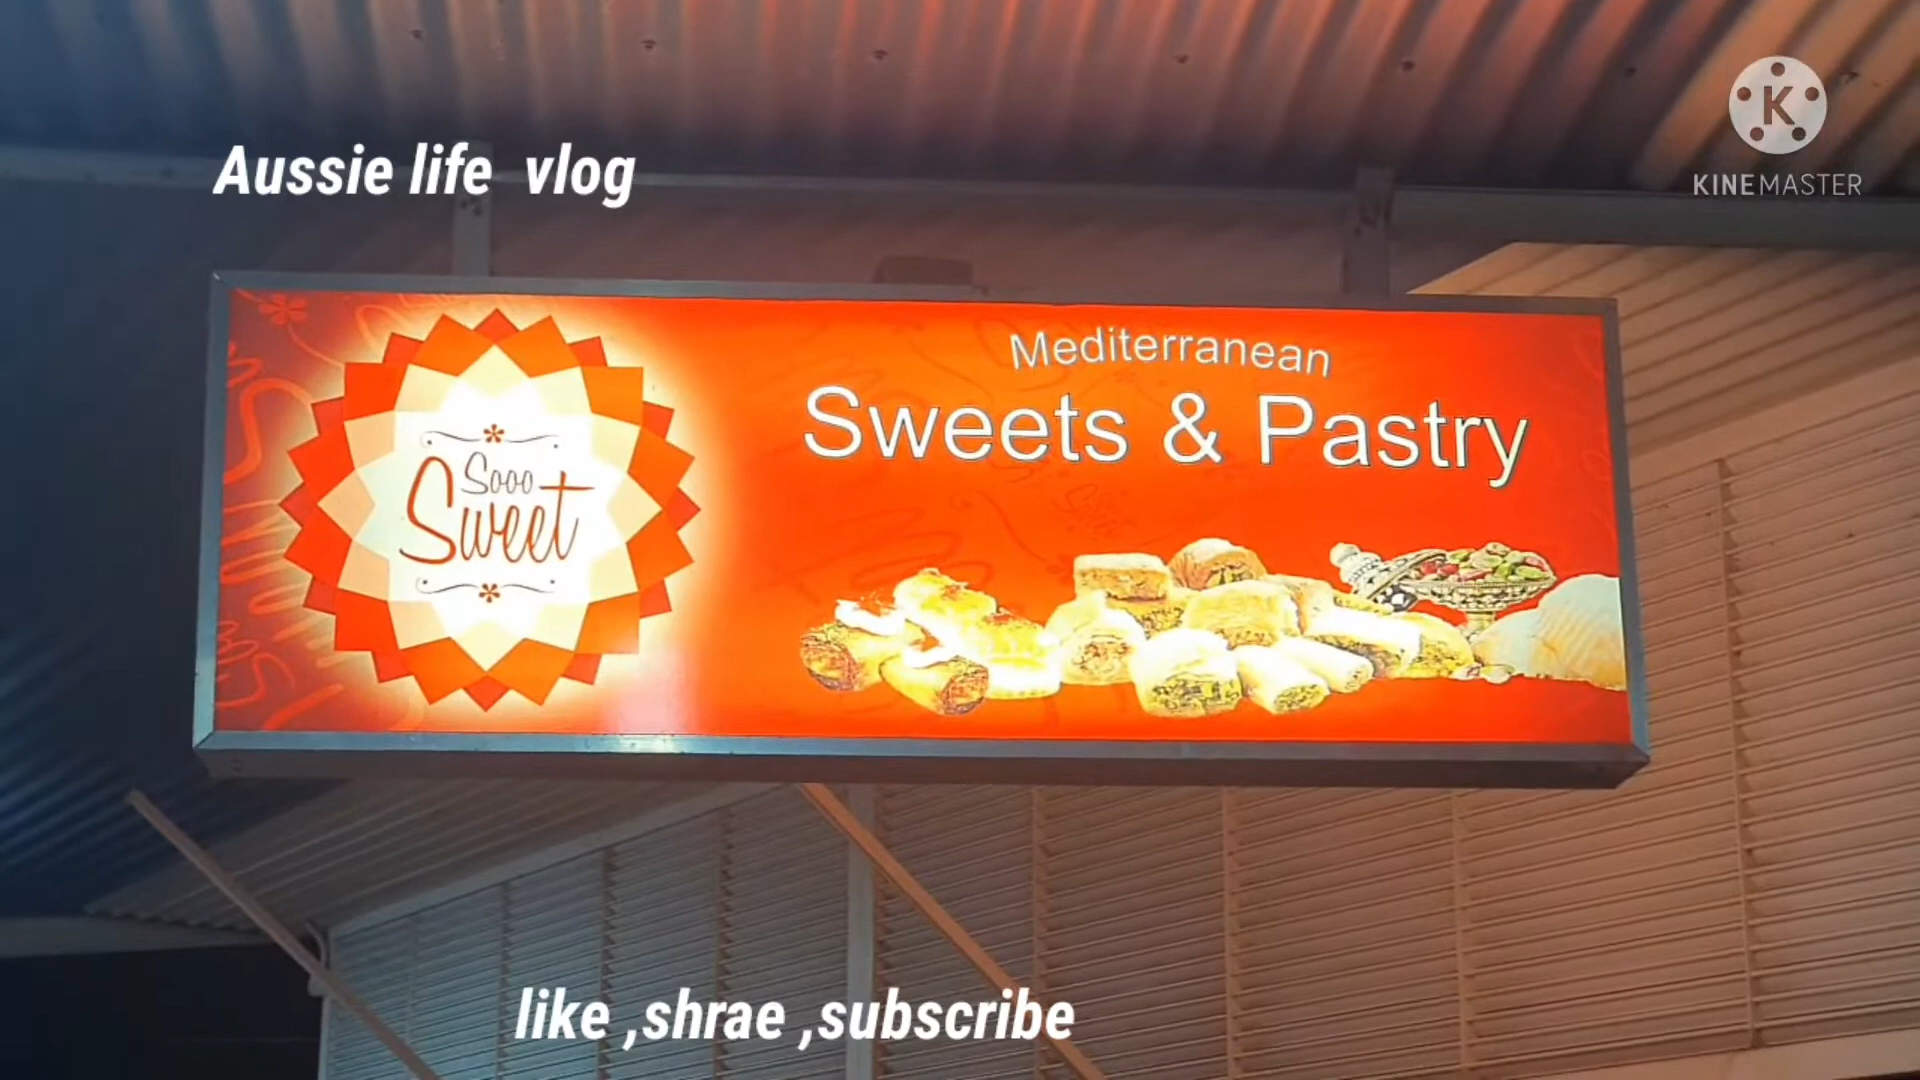 Aussie life vlog
K
KINEMASTER
Mediterranean
Sweets & Pastry
Sooo
Sweet
like ,shrae ,subscribe